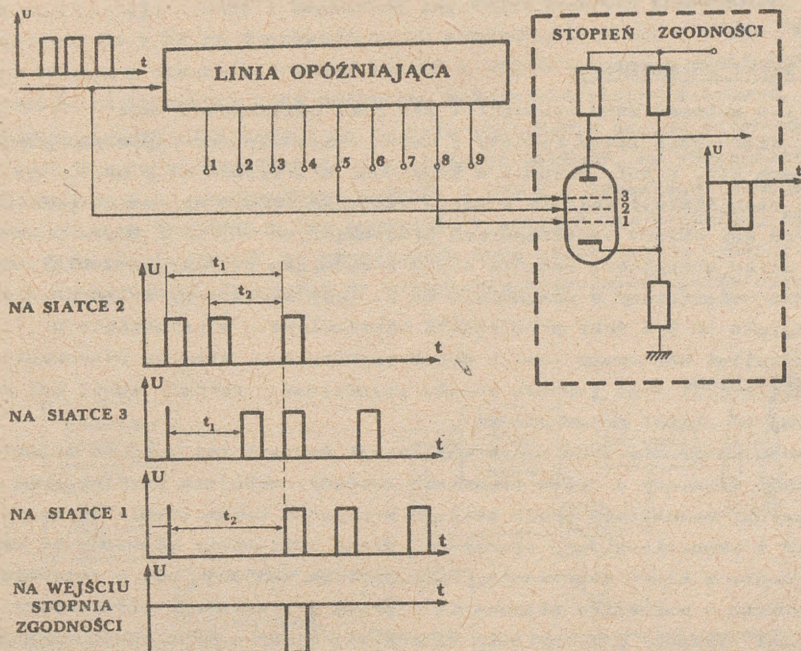 U
t
LINIA OPÓŹNIAJĄCA
1 2 3 4 5 6 7 8 9
STOPIEŃ ZGODNOŚCI
3
2
1
U
t
NA SIATCE 2
U
t₁
t₂
t
NA SIATCE 3
U
t₁
t
NA SIATCE 1
U
t₂
t
NA WEJŚCIU
STOPNIA
ZGODNOŚCI
U
t